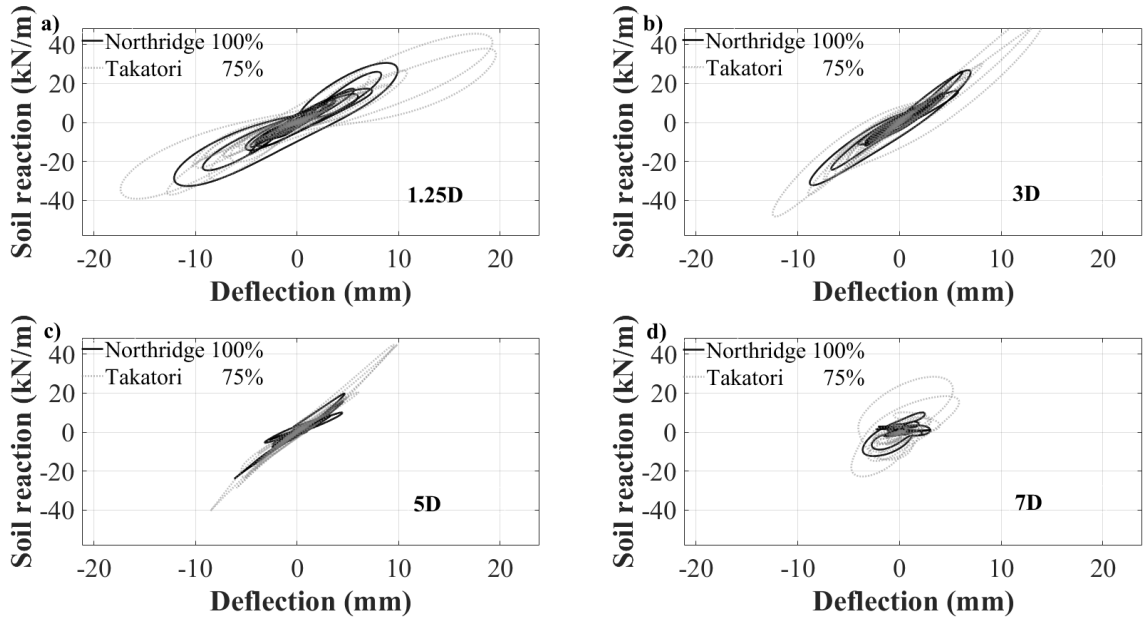 a)
Northridge 100%
Takatori 75%
Soil reaction (kN/m)
40
20
0
-20
-40
1.25D
-20 -10 0 10 20
Deflection (mm)
b)
Northridge 100%
Takatori 75%
Soil reaction (kN/m)
40
20
0
-20
-40
3D
-20 -10 0 10 20
Deflection (mm)
c)
Northridge 100%
Takatori 75%
Soil reaction (kN/m)
40
20
0
-20
-40
5D
-20 -10 0 10 20
Deflection (mm)
d)
Northridge 100%
Takatori 75%
Soil reaction (kN/m)
40
20
0
-20
-40
7D
-20 -10 0 10 20
Deflection (mm)